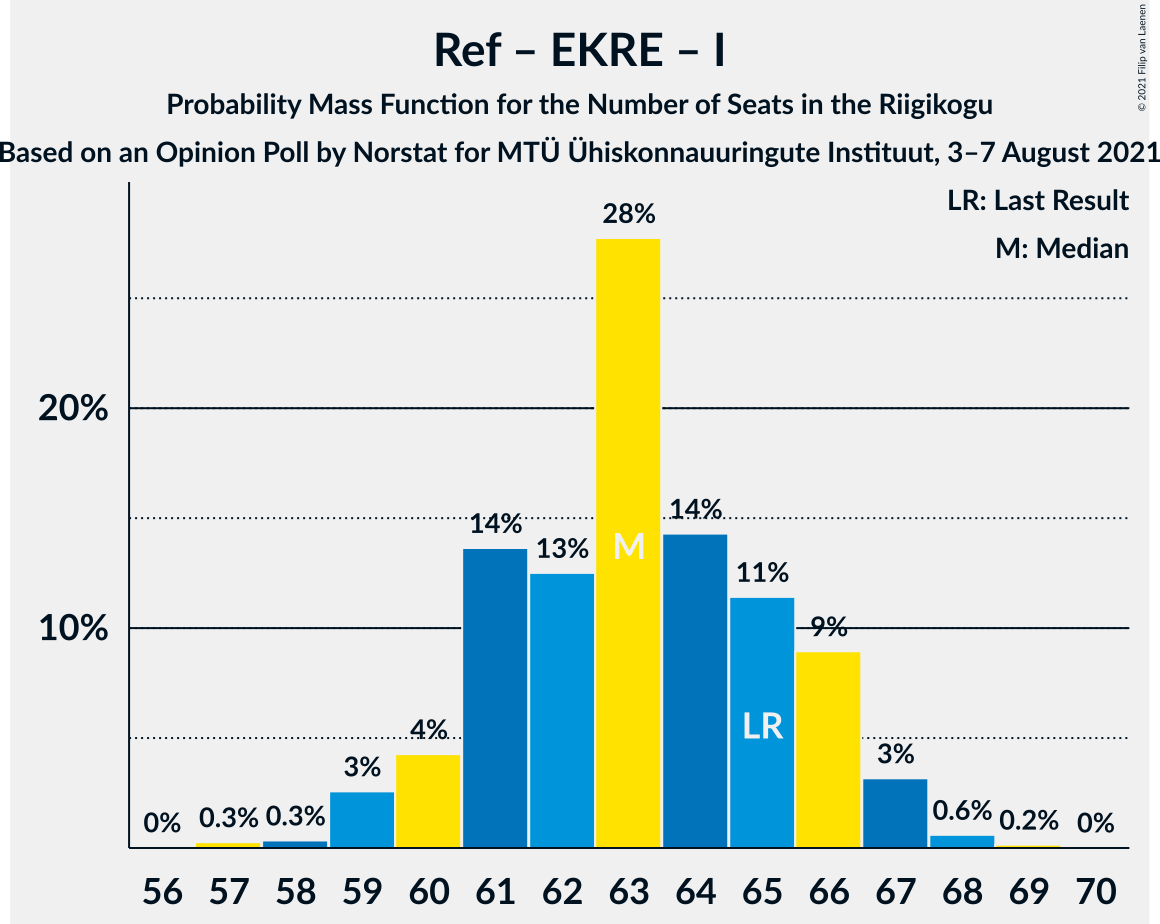 Ref – EKRE – I
Probability Mass Function for the Number of Seats in the Riigikogu
Based on an Opinion Poll by Norstat for MTÜ Ühiskonnauuringute Instituut, 3–7 August 2021
© 2021 Filip van Laenen
LR: Last Result
M: Median
28%
20%
14%
14%
13%
M
11%
10%
9%
LR
4%
3%
3%
0%
0.3%
0.3%
0.6%
0.2%
0%
56 57 58 59 60 61 62 63 64 65 66 67 68 69 70